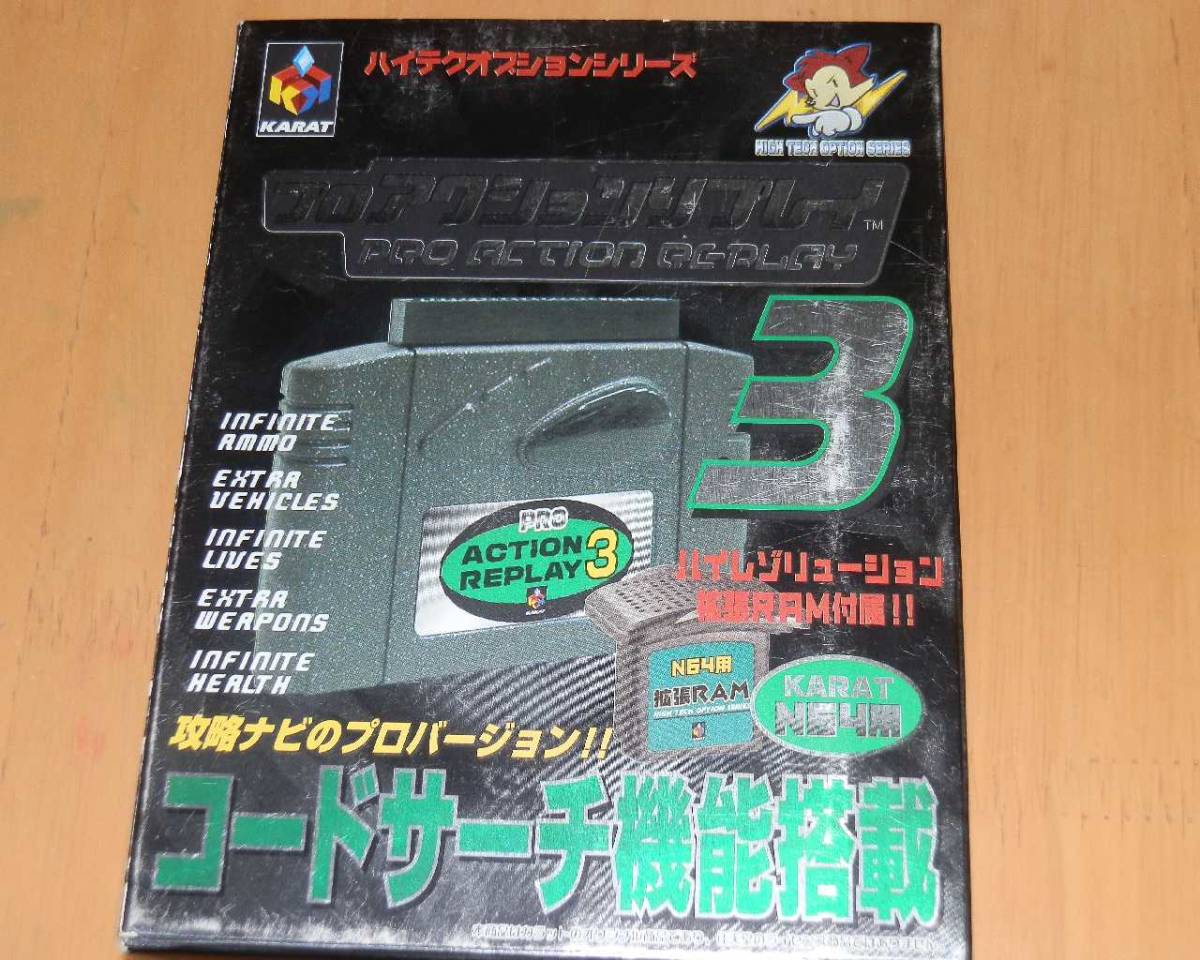 ハイテクオプションシリーズ
KARAT
HIGH TECH OPTION SERIES
プロアクションリプレイ
TM
PRO ACTION REPLAY
3
INFINITE
AMMO
EXTRA
VEHICLES
INFINITE
LIVES
EXTRA
WEAPONS
INFINITE
HEALTH
PRO
ACTION
REPLAY 3
KARAT
ハイレゾリューション
拡張RAM付属!!
N64用
拡張RAM
HIGH TECH OPTION SERIES
KARAT
N64用
攻略ナビのプロバージョン!!
コードサーチ機能搭載